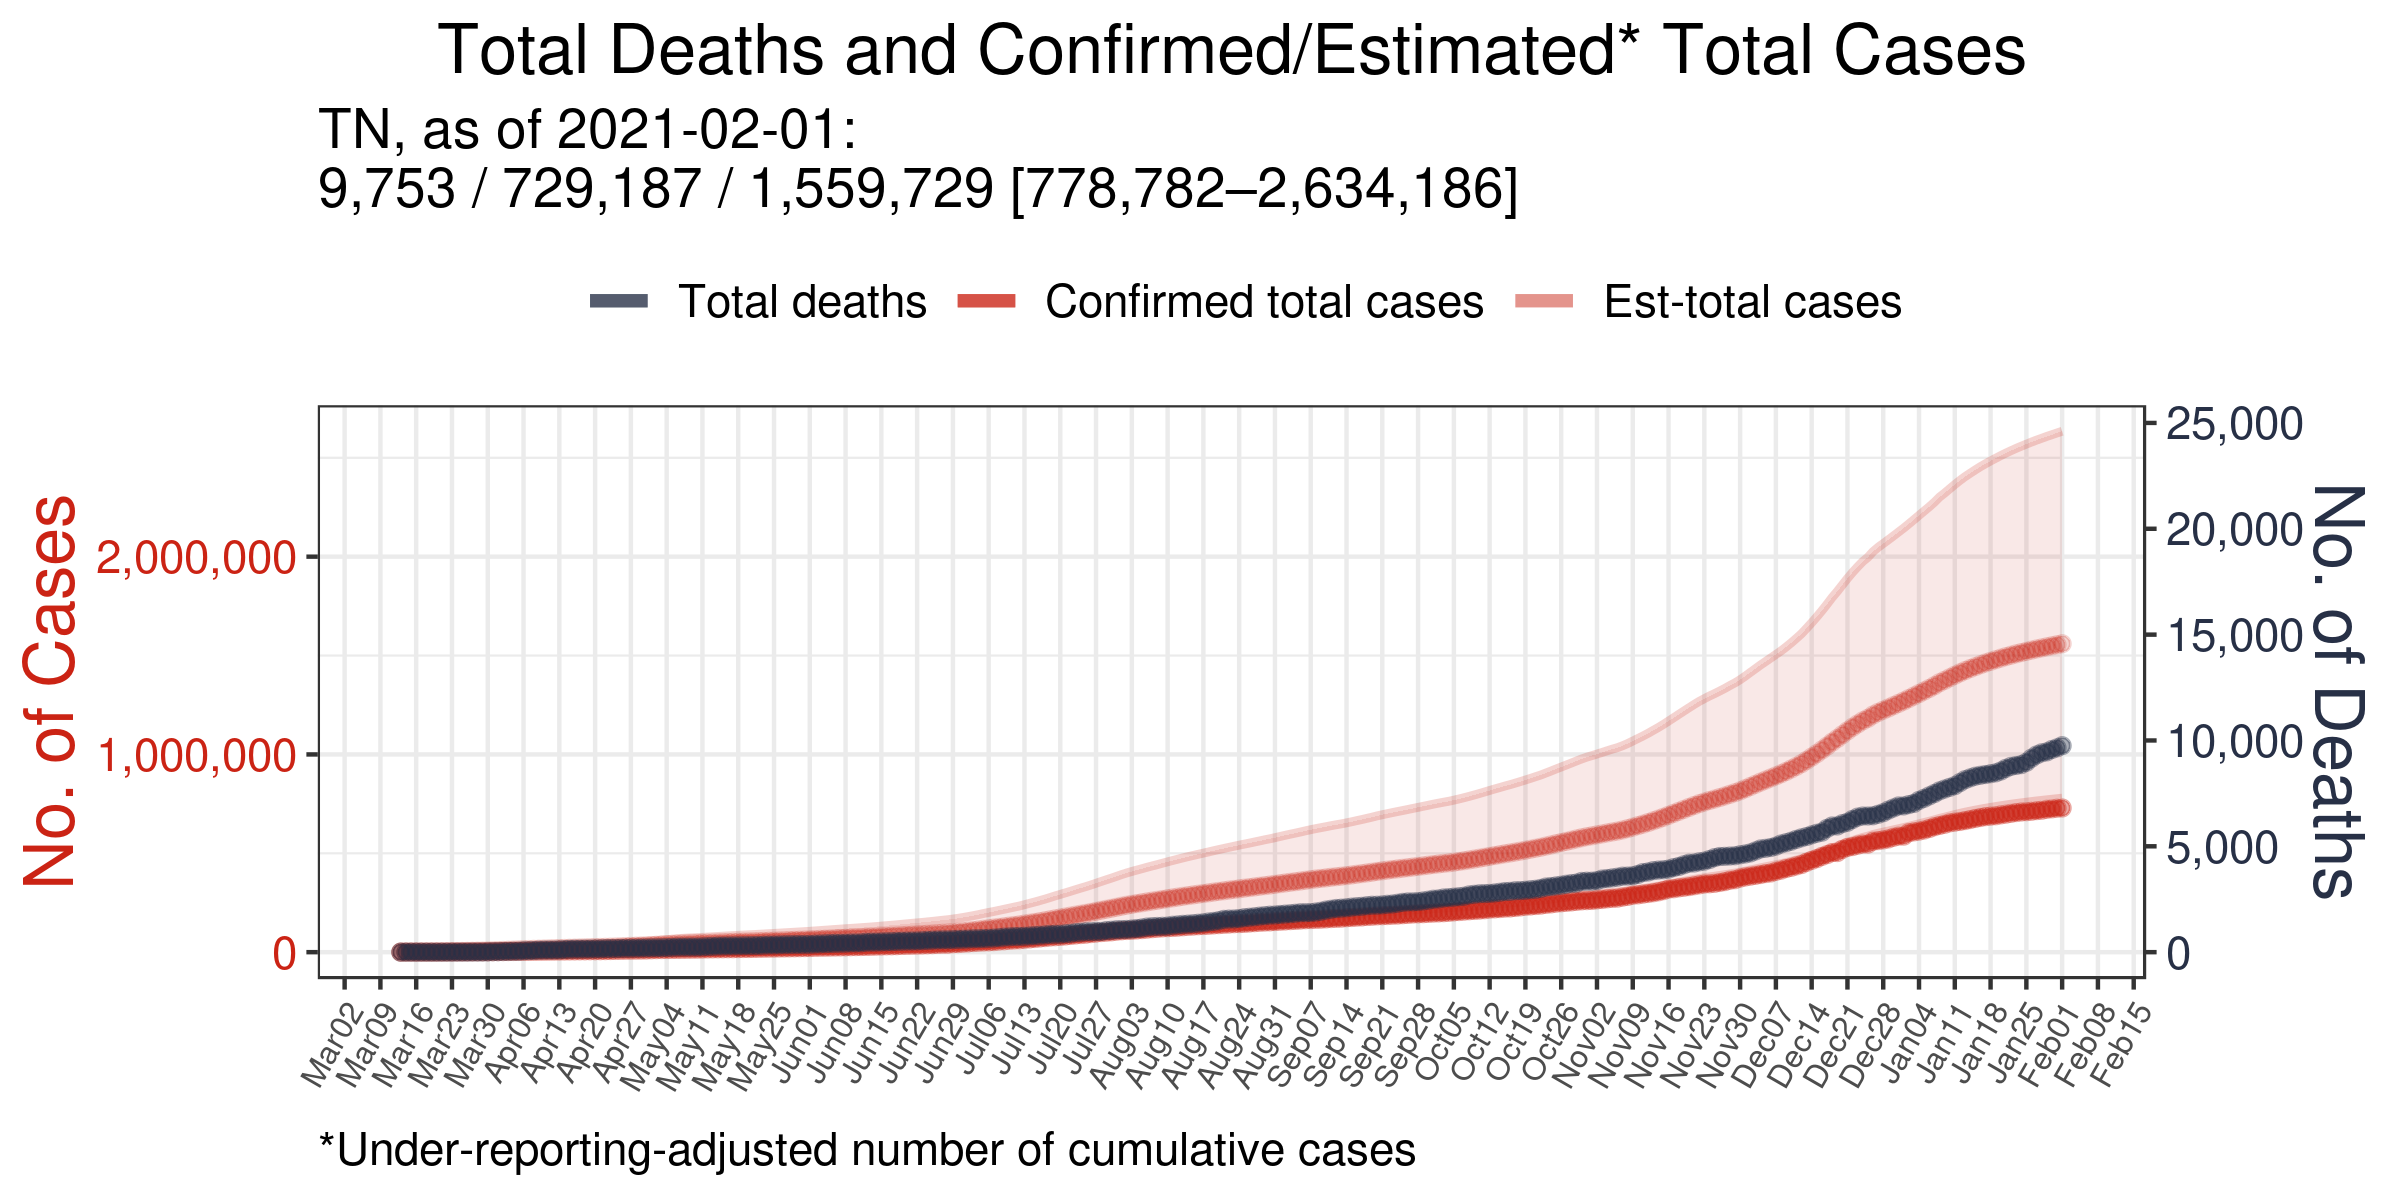 Total Deaths and Confirmed/Estimated* Total Cases
TN, as of 2021-02-01:
9,753 / 729,187 / 1,559,729 [778,782–2,634,186]
Total deaths
Confirmed total cases
Est-total cases
No. of Cases
2,000,000
1,000,000
0
25,000
20,000
15,000
10,000
5,000
0
No. of Deaths
Mar02
Mar09
Mar16
Mar23
Mar30
Apr06
Apr13
Apr20
Apr27
May04
May11
May18
May25
Jun01
Jun08
Jun15
Jun22
Jun29
Jul06
Jul13
Jul20
Jul27
Aug03
Aug10
Aug17
Aug24
Aug31
Sep07
Sep14
Sep21
Sep28
Oct05
Oct12
Oct19
Oct26
Nov02
Nov09
Nov16
Nov23
Nov30
Dec07
Dec14
Dec21
Dec28
Jan04
Jan11
Jan18
Jan25
Feb01
Feb08
Feb15
*Under-reporting-adjusted number of cumulative cases